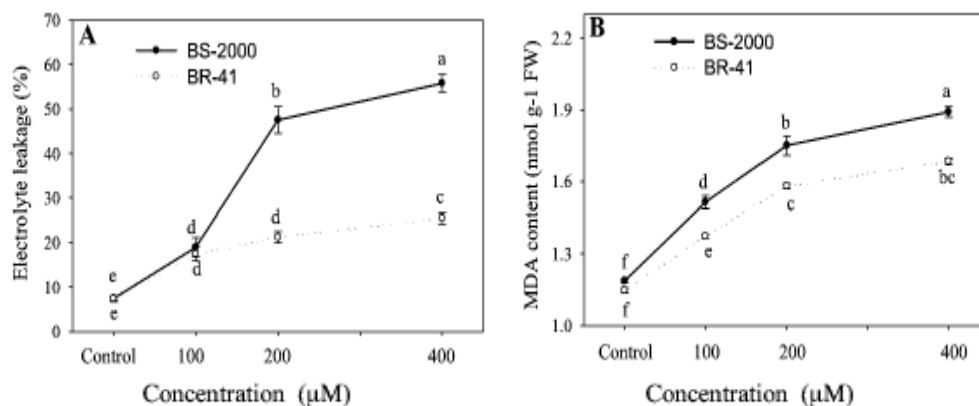 A
BS-2000
BR-41
Electrolyte leakage (%)
70
60
50
40
30
20
10
0
a
b
c
d
d
d
e
e
Control 100 200 400
Concentration (µM)
B
BS-2000
BR-41
MDA content (nmol g-1 FW)
2.2
1.9
1.6
1.3
1.0
a
b
bc
d
c
e
f
f
Control 100 200 400
Concentration (µM)